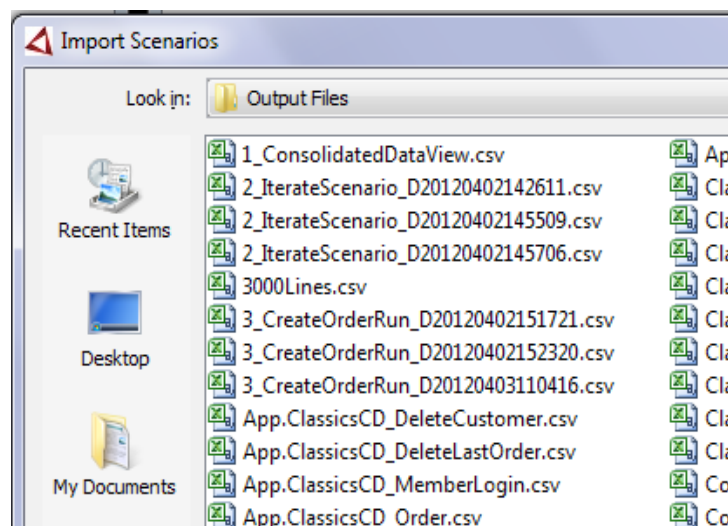 Import Scenarios
Look in:
Output Files
Recent Items
Desktop
My Documents
1_ConsolidatedDataView.csv
2_IterateScenario_D20120402142611.csv
2_IterateScenario_D20120402145509.csv
2_IterateScenario_D20120402145706.csv
3000Lines.csv
3_CreateOrderRun_D20120402151721.csv
3_CreateOrderRun_D20120402152320.csv
3_CreateOrderRun_D20120403110416.csv
App.ClassicsCD_DeleteCustomer.csv
App.ClassicsCD_DeleteLastOrder.csv
App.ClassicsCD_MemberLogin.csv
App.ClassicsCD_Order.csv